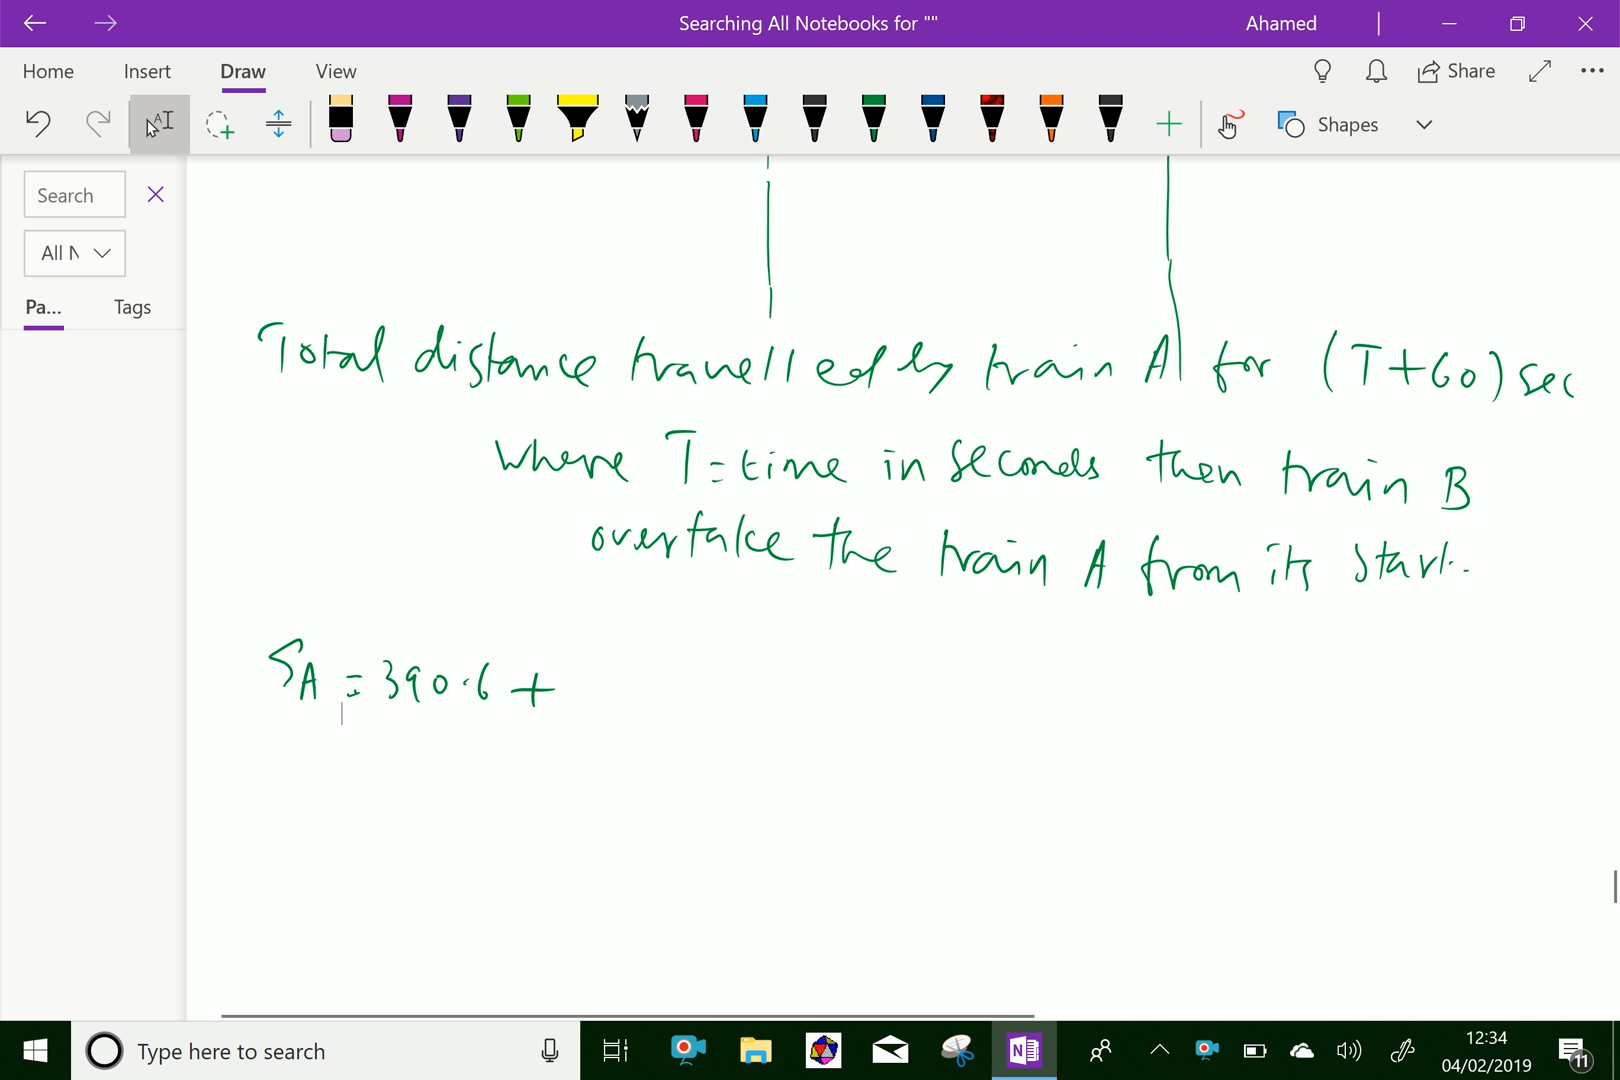 Searching All Notebooks for ""
Ahamed
Home Insert Draw View
Share
Shapes
Search
All N
Pa... Tags
Total distance travelled by train A for (T+60) sec
where T = time in seconds then train B
overtake the train A from its start.
SA = 390.6 +
Type here to search
12:34
04/02/2019
11